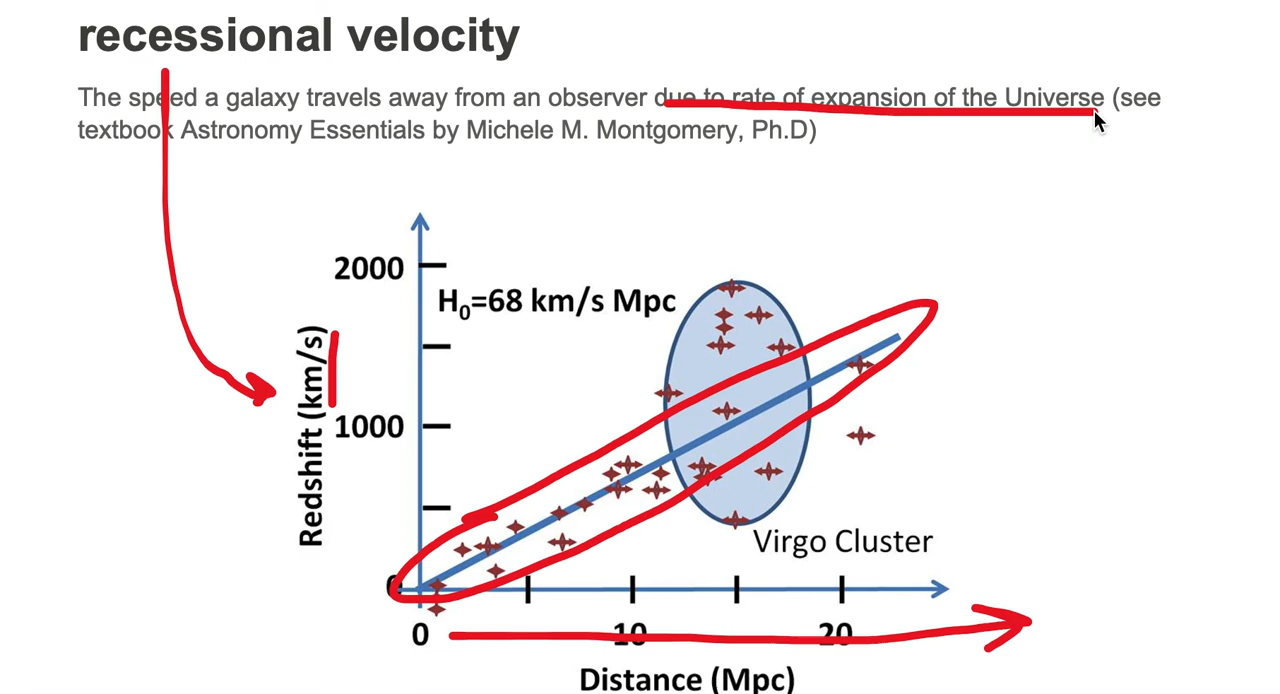 recessional velocity
The speed a galaxy travels away from an observer due to rate of expansion of the Universe (see
textbook Astronomy Essentials by Michele M. Montgomery, Ph.D)
2000
H0=68 km/s Mpc
Redshift (km/s)
1000
Virgo Cluster
0
0 10 20
Distance (Mpc)